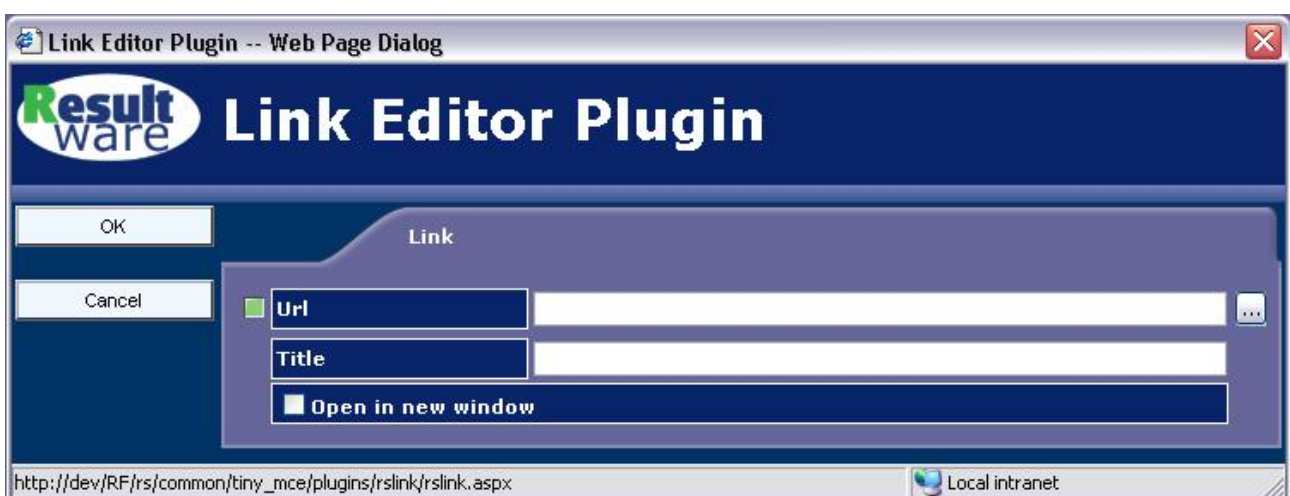 Link Editor Plugin -- Web Page Dialog
Result
ware
Link Editor Plugin
OK
Link
Cancel
Url
...
Title
Open in new window
http://dev/RF/rs/common/tiny_mce/plugins/rslink/rslink.aspx
Local intranet